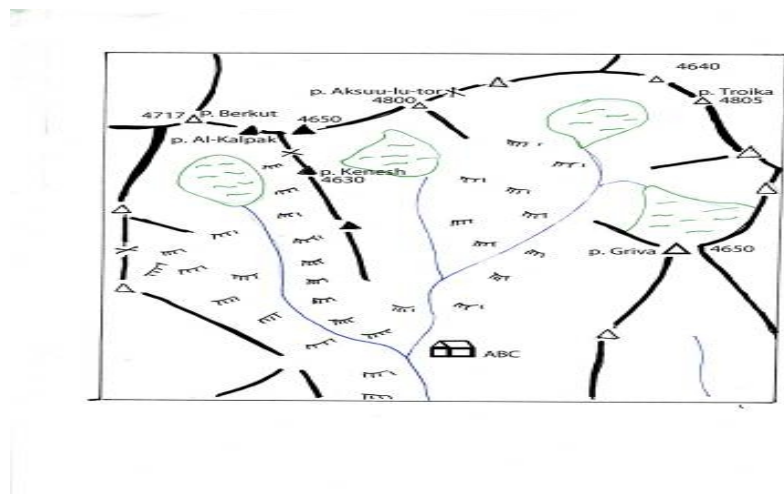 4640
p. Aksuu-lu-tor
4800
p. Troika
4805
4717 p. Berkut
4650
p. Al-Kalpak
p. Kenesh
4630
p. Griva
4650
ABC